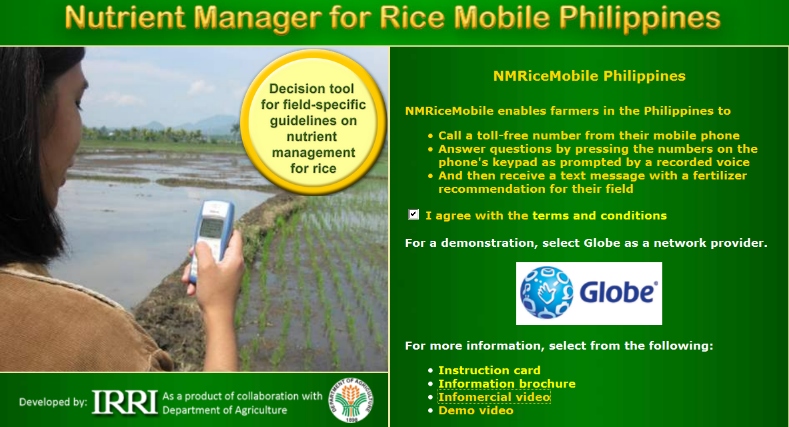 Nutrient Manager for Rice Mobile Philippines
Decision tool
for field-specific
guidelines on
nutrient
management
for rice
NMRiceMobile Philippines
NMRiceMobile enables farmers in the Philippines to
• Call a toll-free number from their mobile phone
• Answer questions by pressing the numbers on the
phone's keypad as prompted by a recorded voice
• And then receive a text message with a fertilizer
recommendation for their field
I agree with the terms and conditions
For a demonstration, select Globe as a network provider.
Globe
For more information, select from the following:
• Instruction card
• Information brochure
• Infomercial video
• Demo video
Developed by: IRRI As a product of collaboration with
Department of Agriculture
DEPARTMENT OF AGRICULTURE
1898